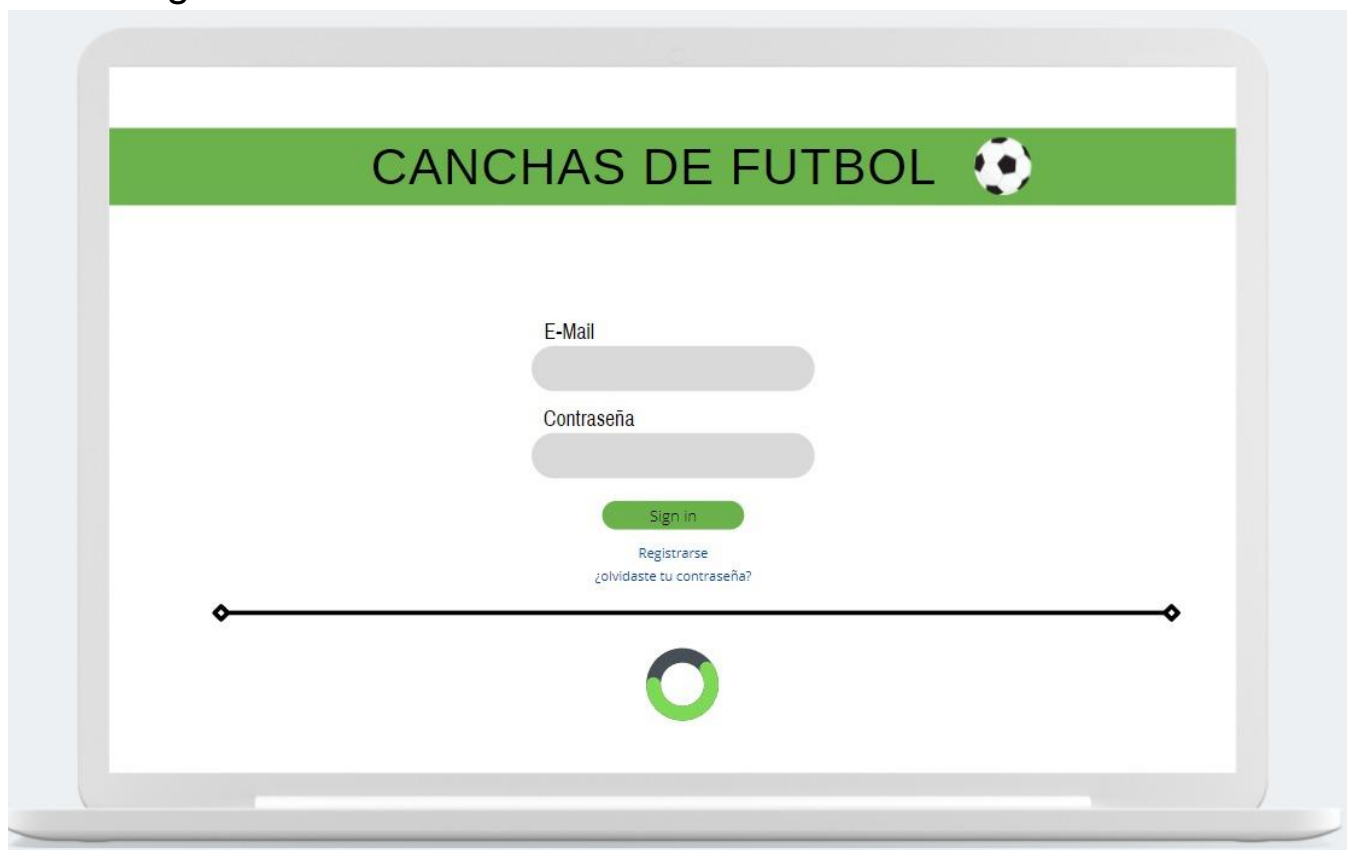 CANCHAS DE FUTBOL
E-Mail
Contraseña
Sign in
Registrarse
¿olvidaste tu contraseña?